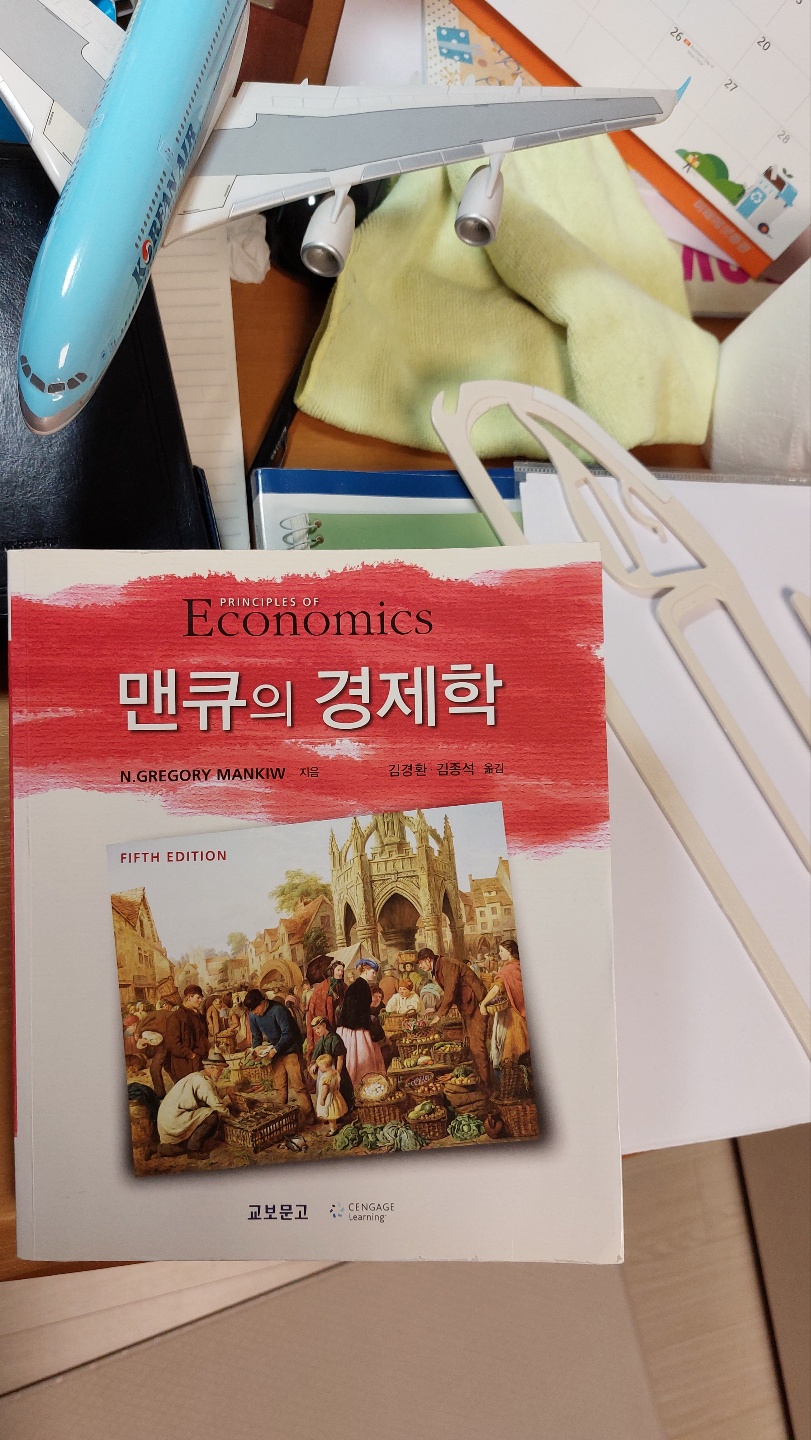 KOREAN AIR
26
20
27
28
PRINCIPLES OF
Economics
맨큐의 경제학
N.GREGORY MANKIW 지음 김경환·김종석 옮김
FIFTH EDITION
교보문고 CENGAGE
Learning